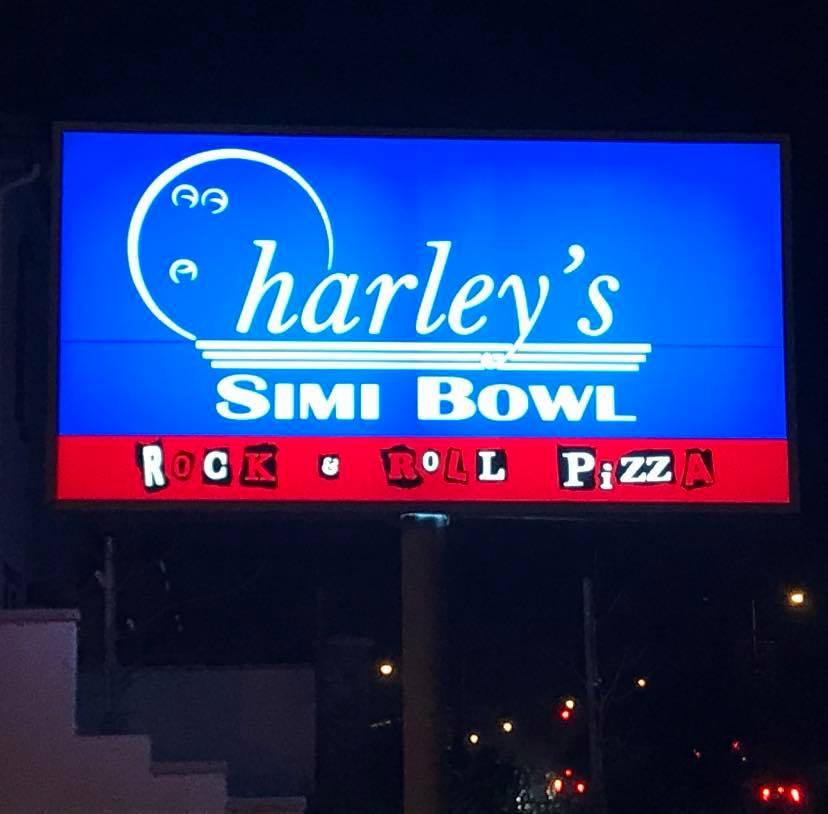 Charley's
SIMI BOWL
ROCK & ROLL PiZZA